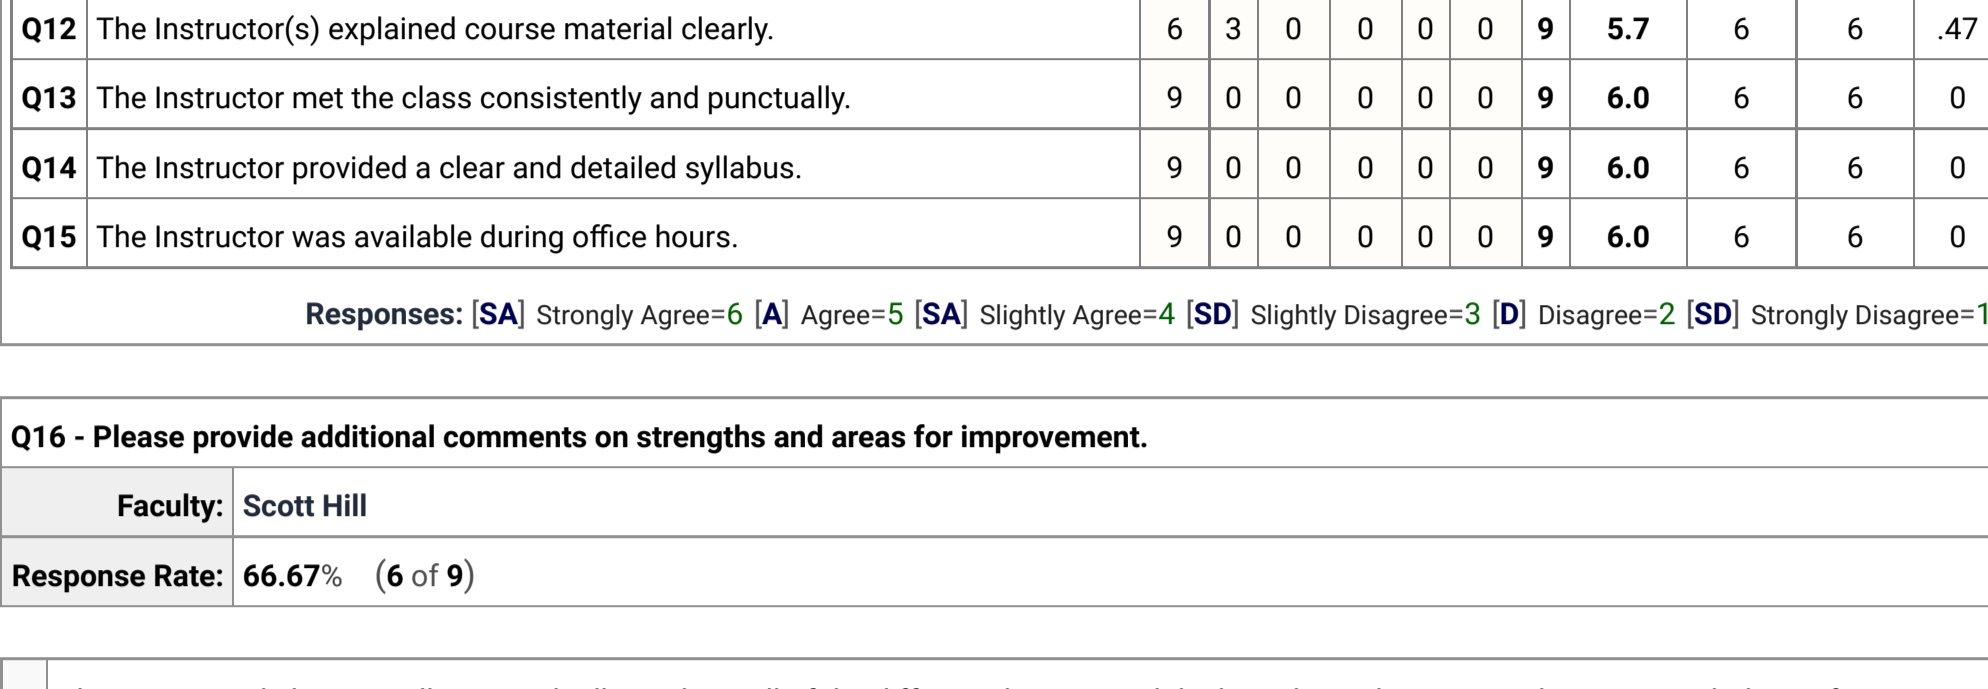 Q12 The Instructor(s) explained course material clearly. 6 3 0 0 0 0 9 5.7 6 6 .47
Q13 The Instructor met the class consistently and punctually. 9 0 0 0 0 0 9 6.0 6 6 0
Q14 The Instructor provided a clear and detailed syllabus. 9 0 0 0 0 0 9 6.0 6 6 0
Q15 The Instructor was available during office hours. 9 0 0 0 0 0 9 6.0 6 6 0
Responses: [SA] Strongly Agree=6 [A] Agree=5 [SA] Slightly Agree=4 [SD] Slightly Disagree=3 [D] Disagree=2 [SD] Strongly Disagree=1
Q16 - Please provide additional comments on strengths and areas for improvement.
Faculty: Scott Hill
Response Rate: 66.67% (6 of 9)